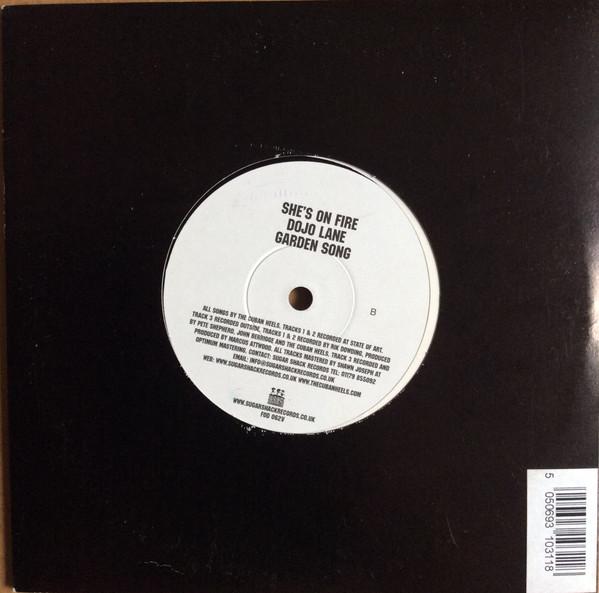 SHE'S ON FIRE
DOJO LANE
GARDEN SONG
B
ALL SONGS BY THE CUBAN HEELS. TRACKS 1 & 2 RECORDED AT STATE OF ART.
TRACK 3 RECORDED OUTSIDE, TRACKS 1 & 2 RECORDED BY RIK DOWDING, PRODUCED
BY PETE SHEPHERD, JOHN BERRIDGE AND THE CUBAN HEELS. TRACK 3 RECORDED AND
PRODUCED BY MARCUS ATTWOOD. ALL TRACKS MASTERED BY SHAWN JOSEPH AT
OPTIMUM MASTERING. CONTACT: SUGAR SHACK RECORDS TEL: 01179 855092
EMAIL: INFO@SUGARSHACKRECORDS.CO.UK
WEB: WWW.SUGARSHACKRECORDS.CO.UK WWW.THECUBANHEELS.COM
WWW.SUGARSHACKRECORDS.CO.UK
FOD 062V
5 050693 103118